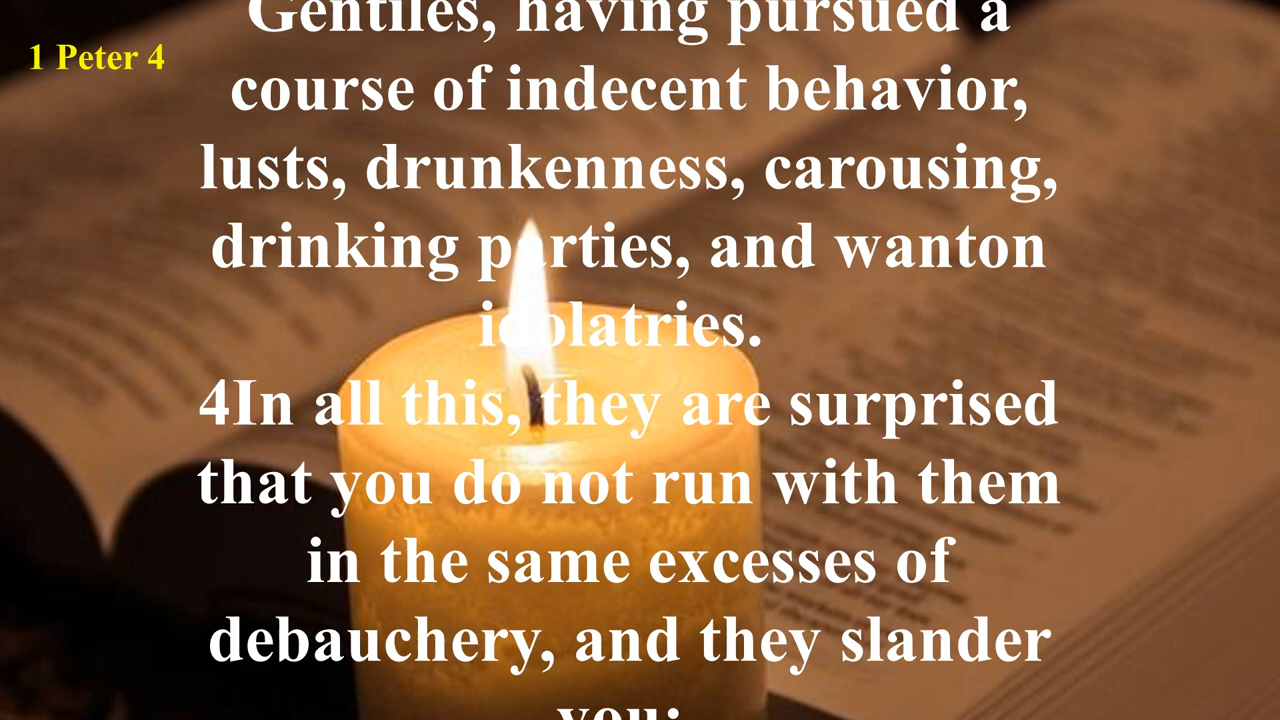 1 Peter 4
Gentiles, having pursued a
course of indecent behavior,
lusts, drunkenness, carousing,
drinking parties, and wanton
idolatries.
4In all this, they are surprised
that you do not run with them
in the same excesses of
debauchery, and they slander
you;